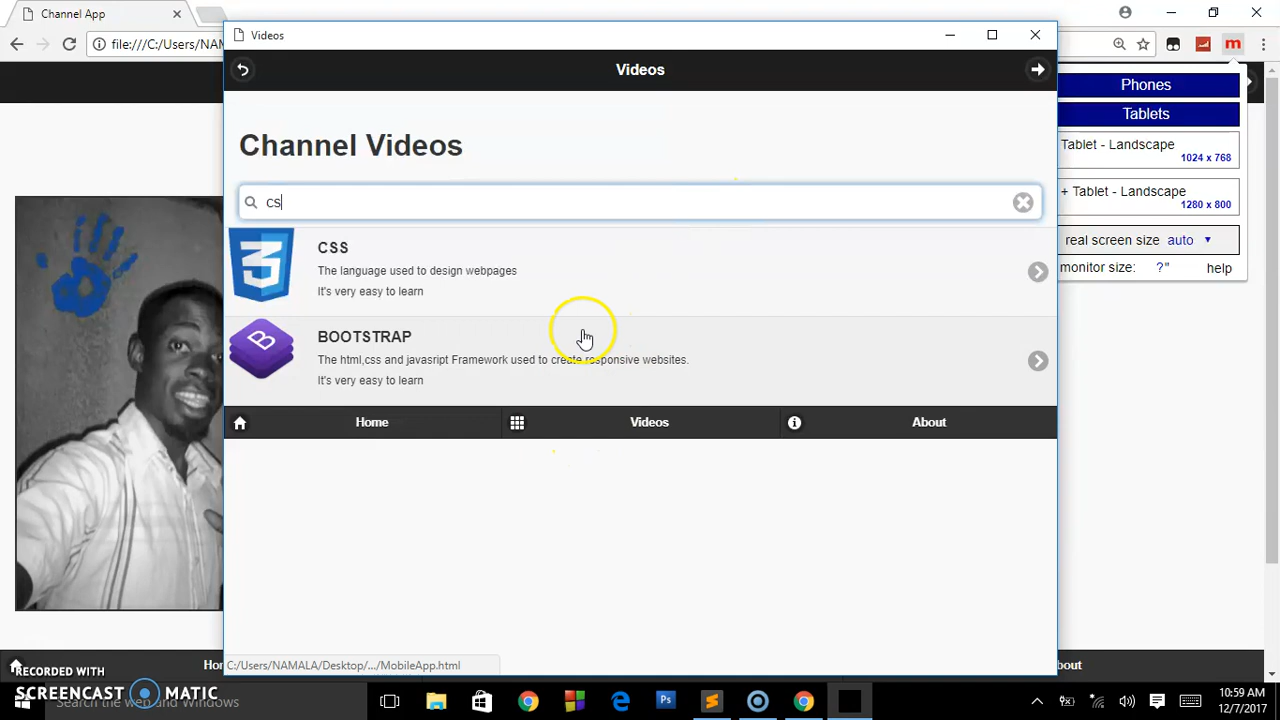 Channel App
Videos
file:///C:/Users/NAM
m
Videos
Phones
Tablets
Channel Videos
Tablet - Landscape
1024 x 768
+ Tablet - Landscape
1280 x 800
cs
real screen size auto
CSS
monitor size: ?"
help
The language used to design webpages
It's very easy to learn
BOOTSTRAP
The html,css and javasript Framework used to create responsive websites.
It's very easy to learn
Home
Videos
About
C:/Users/NAMALA/Desktop/.../MobileApp.html
Hor
bout
RECORDED WITH
SCREENCAST MATIC
Search the web and Windows
Ps
10:59 AM
12/7/2017